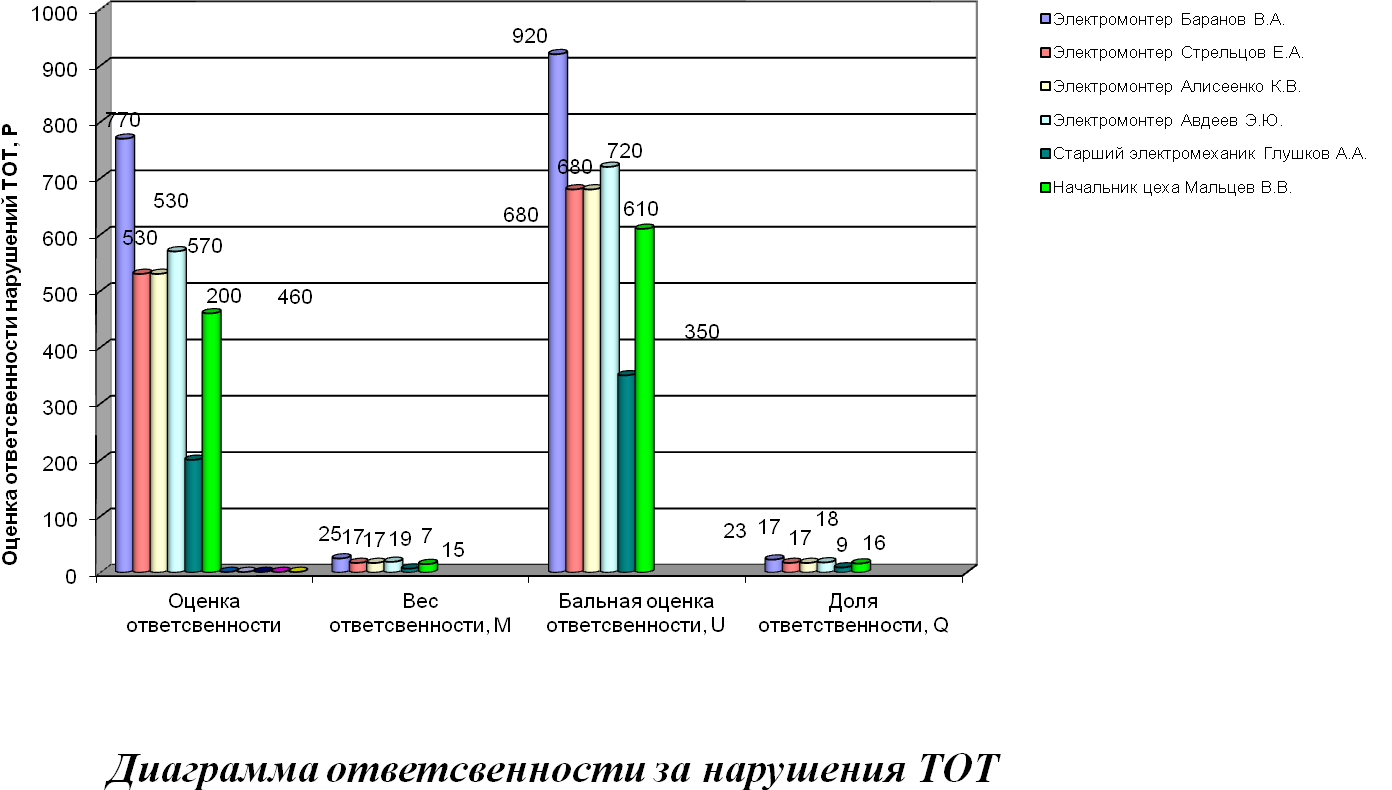 1000
900
800
700
600
500
400
300
200
100
0
Оценка ответсвенности нарушений ТОТ, Р
770
530
530
570
200
460
25
17
17
19
7
15
920
680
680
720
350
610
23
17
17
18
9
16
Оценка
ответсвенности
Вес
ответсвенности, М
Бальная оценка
ответсвенности, U
Доля
ответственности, Q
Электромонтер Баранов В.А.
Электромонтер Стрельцов Е.А.
Электромонтер Алисеенко К.В.
Электромонтер Авдеев Э.Ю.
Старший электромеханик Глушков А.А.
Начальник цеха Мальцев В.В.
Диаграмма ответсвенности за нарушения ТОТ